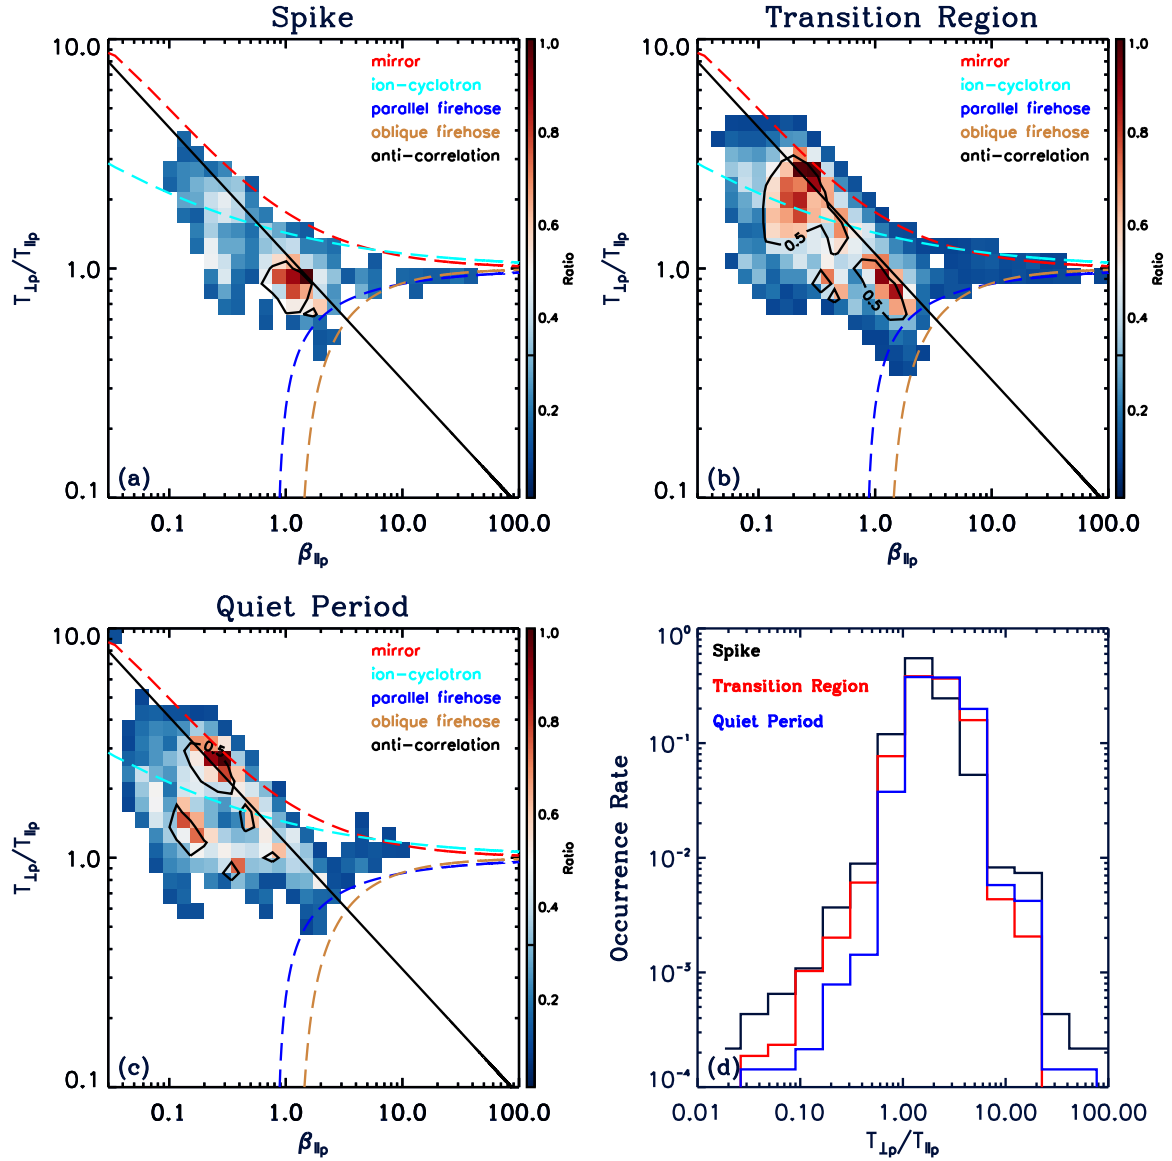 Spike
10.0
1.0
0.1
T⊥p/T∥p
mirror
ion-cyclotron
parallel firehose
oblique firehose
anti-correlation
(a)
0.1 1.0 10.0 100.0
β∥p
1.0
0.8
0.6
0.4
0.2
Ratio
Transition Region
10.0
1.0
0.1
T⊥p/T∥p
mirror
ion-cyclotron
parallel firehose
oblique firehose
anti-correlation
0.5
0.5
(b)
0.1 1.0 10.0 100.0
β∥p
1.0
0.8
0.6
0.4
0.2
Ratio
Quiet Period
10.0
1.0
0.1
T⊥p/T∥p
mirror
ion-cyclotron
parallel firehose
oblique firehose
anti-correlation
0.5
(c)
0.1 1.0 10.0 100.0
β∥p
1.0
0.8
0.6
0.4
0.2
Ratio
10⁰
10⁻¹
10⁻²
10⁻³
10⁻⁴
Occurrence Rate
Spike
Transition Region
Quiet Period
(d)
0.01 0.10 1.00 10.00 100.00
T⊥p/T∥p